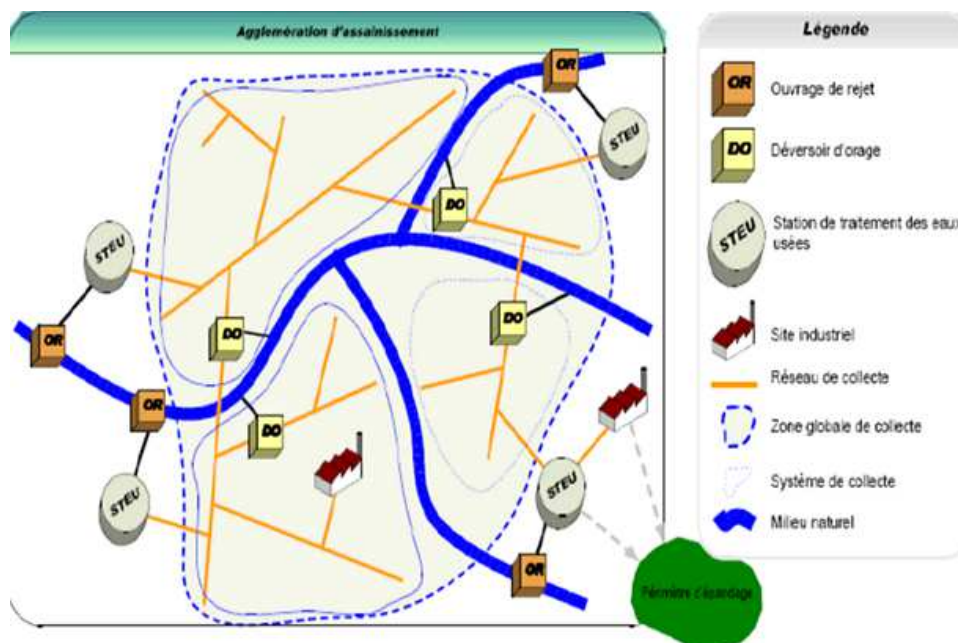 Agglomération d'assainissement
OR
STEU
DO
STEU
DO
OR
DO
OR
DO
STEU
STEU
OR
Périmètre d'épandage
Légende
OR
Ouvrage de rejet
DO
Déversoir d'orage
STEU
Station de traitement des eaux
usées
Site industriel
Réseau de collecte
Zone globale de collecte
Système de collecte
Milieu naturel